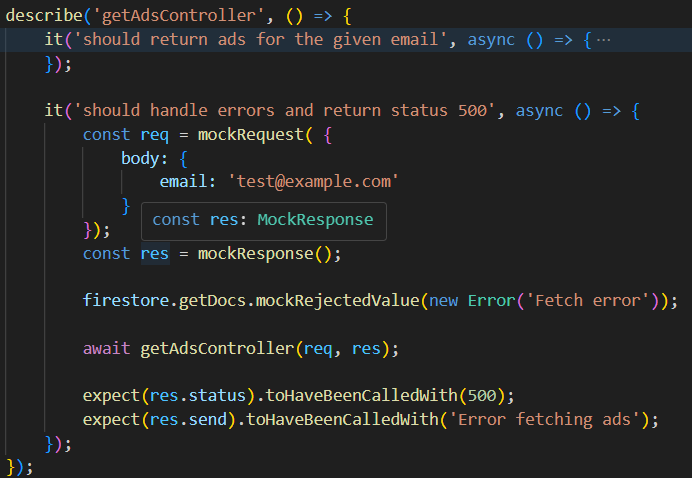 describe('getAdsController', () => {
    it('should return ads for the given email', async () => {···
    });

    it('should handle errors and return status 500', async () => {
        const req = mockRequest( {
            body: {
                email: 'test@example.com'
            }
const res: MockResponse
        });
        const res = mockResponse();

        firestore.getDocs.mockRejectedValue(new Error('Fetch error'));

        await getAdsController(req, res);

        expect(res.status).toHaveBeenCalledWith(500);
        expect(res.send).toHaveBeenCalledWith('Error fetching ads');
    });
});